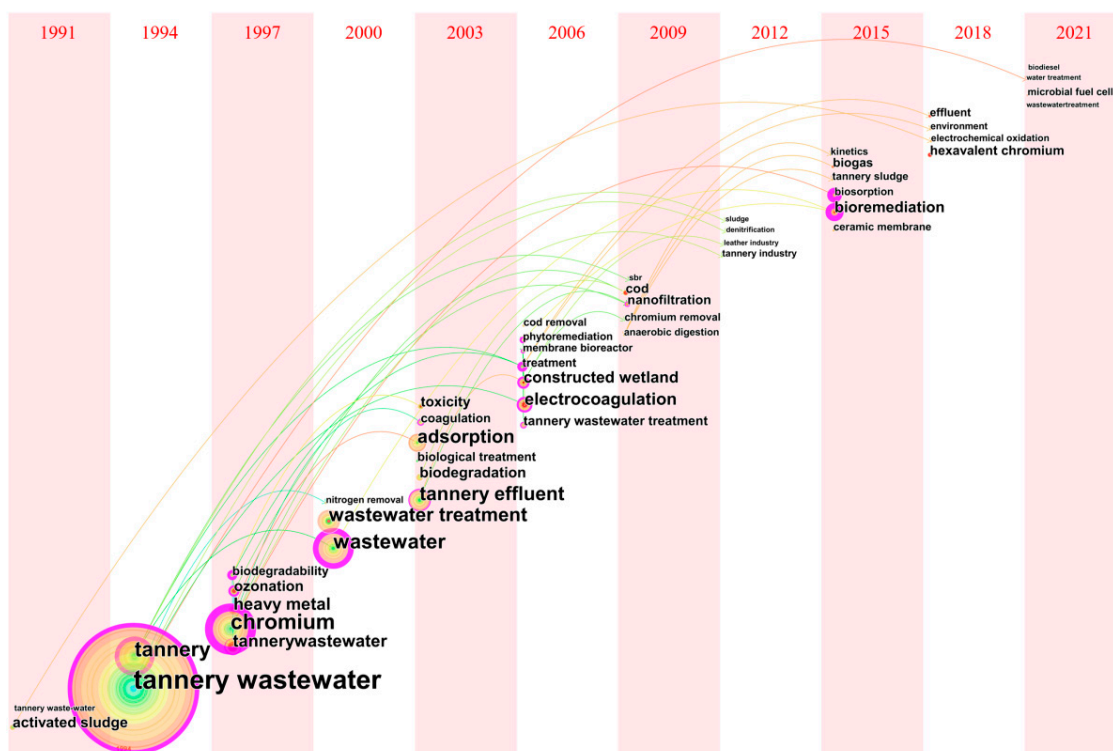 1991 1994 1997 2000 2003 2006 2009 2012 2015 2018 2021
biodiesel
water treatment
microbial fuel cell
wastewatertreatment
effluent
environment
electrochemical oxidation
hexavalent chromium
kinetics
biogas
tannery sludge
biosorption
bioremediation
ceramic membrane
sludge
denitrification
leather industry
tannery industry
sbr
cod
nanofiltration
chromium removal
anaerobic digestion
cod removal
phytoremediation
membrane bioreactor
treatment
constructed wetland
electrocoagulation
tannery wastewater treatment
toxicity
coagulation
adsorption
biological treatment
biodegradation
tannery effluent
nitrogen removal
wastewater treatment
wastewater
biodegradability
ozonation
heavy metal
chromium
tannerywastewater
tannery
tannery wastewater
tannery waste water
activated sludge